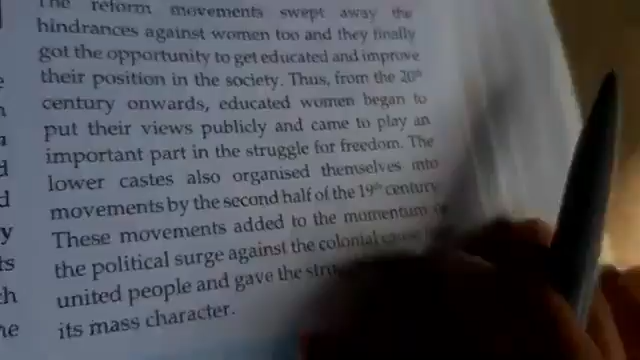 The reform movements swept away the
hindrances against women too and they finally
got the opportunity to get educated and improve
their position in the society. Thus, from the 20th
century onwards, educated women began to
put their views publicly and came to play an
important part in the struggle for freedom. The
lower castes also organised themselves into
movements by the second half of the 19th century
These movements added to the momentum
the political surge against the colonial
united people and gave the
its mass character.